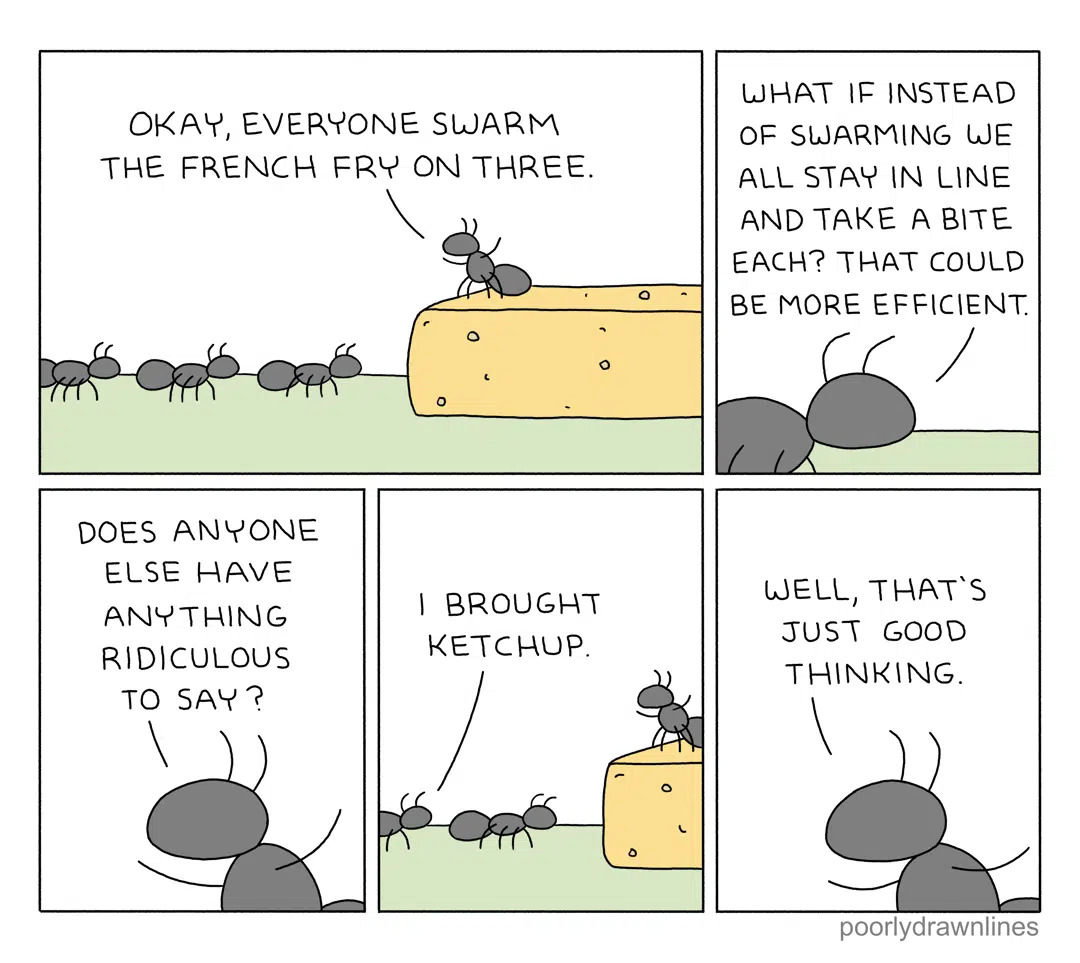 OKAY, EVERYONE SWARM
THE FRENCH FRY ON THREE.
WHAT IF INSTEAD
OF SWARMING WE
ALL STAY IN LINE
AND TAKE A BITE
EACH? THAT COULD
BE MORE EFFICIENT.
DOES ANYONE
ELSE HAVE
ANYTHING
RIDICULOUS
TO SAY?
I BROUGHT
KETCHUP.
WELL, THAT'S
JUST GOOD
THINKING.
poorlydrawnlines